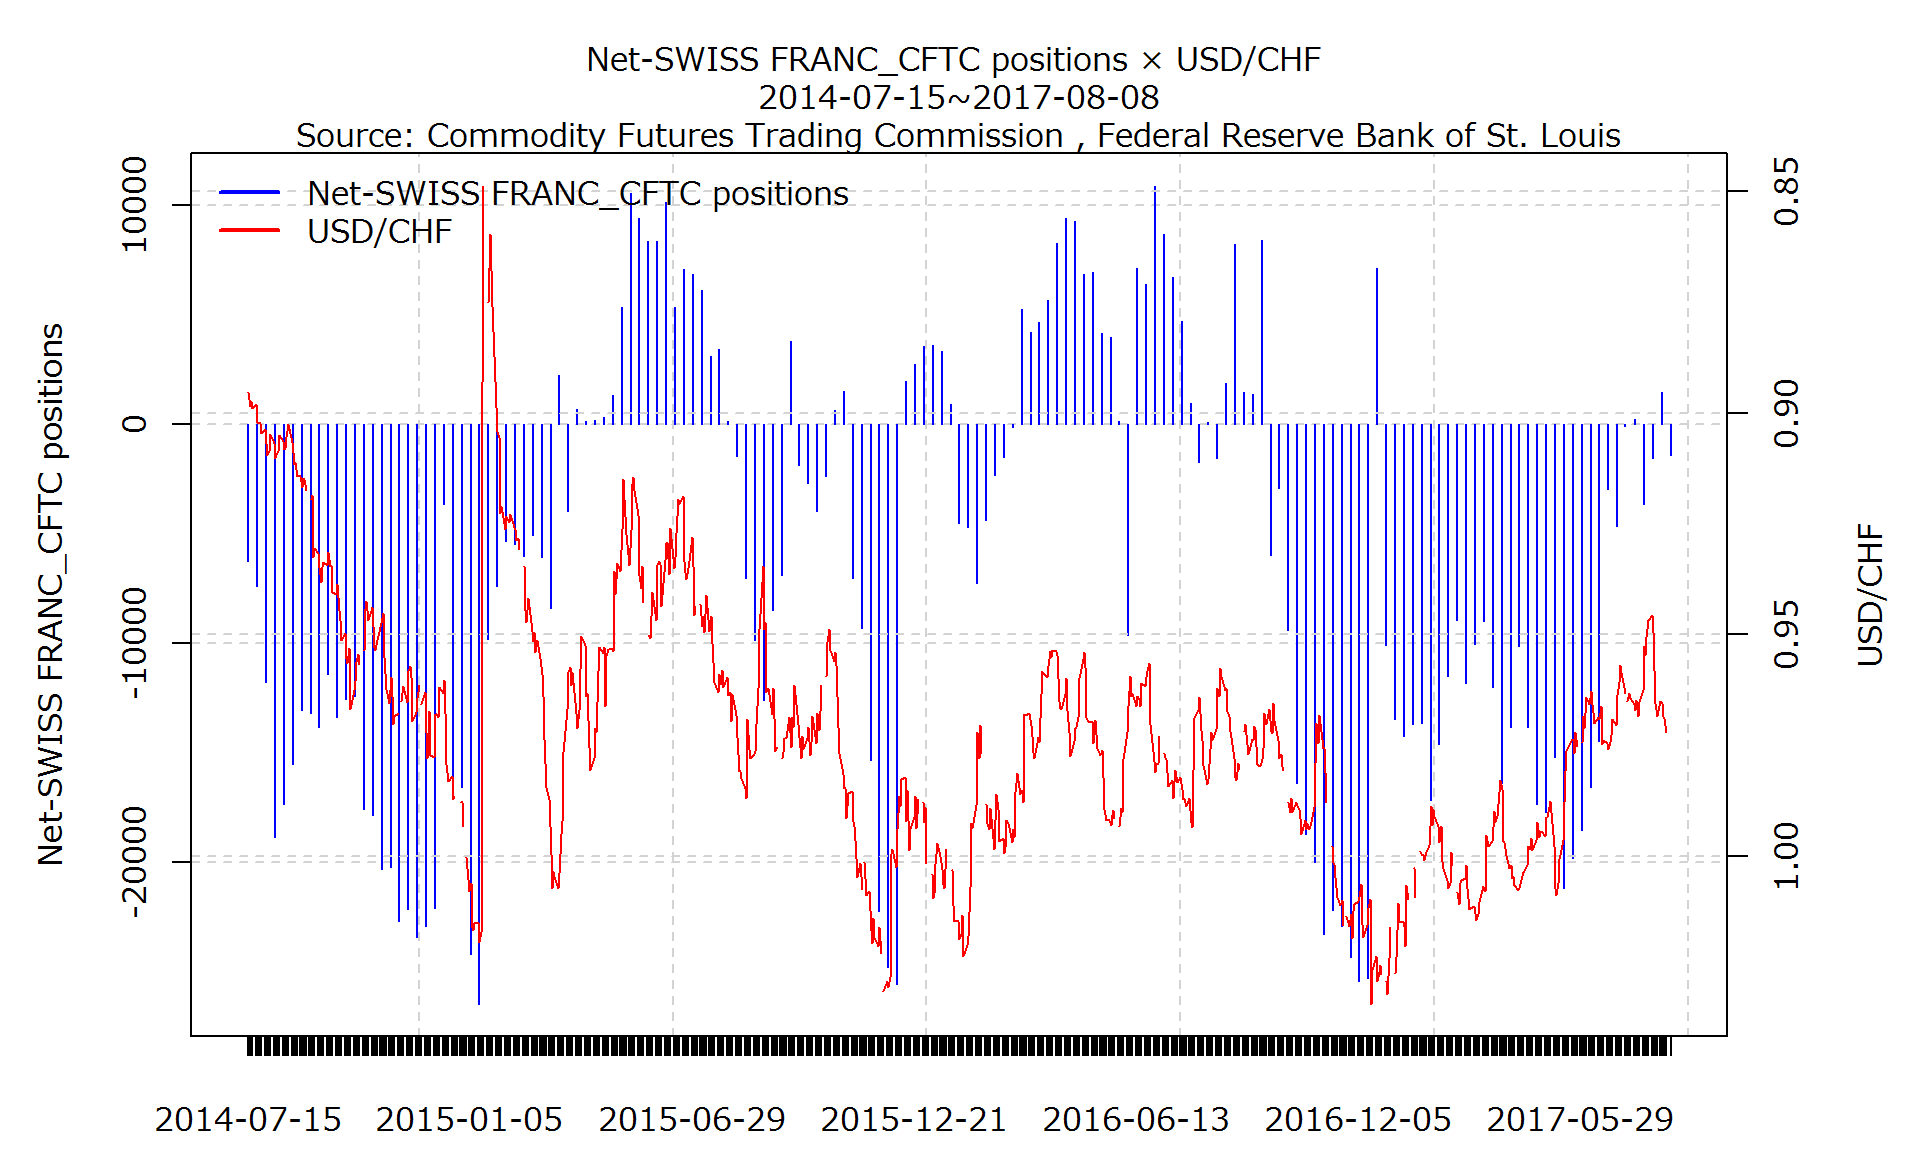 Net-SWISS FRANC_CFTC positions × USD/CHF
2014-07-15~2017-08-08
Source: Commodity Futures Trading Commission , Federal Reserve Bank of St. Louis
Net-SWISS FRANC_CFTC positions
USD/CHF
Net-SWISS FRANC_CFTC positions
10000
0
-10000
-20000
0.85
0.90
0.95
1.00
USD/CHF
2014-07-15 2015-01-05 2015-06-29 2015-12-21 2016-06-13 2016-12-05 2017-05-29